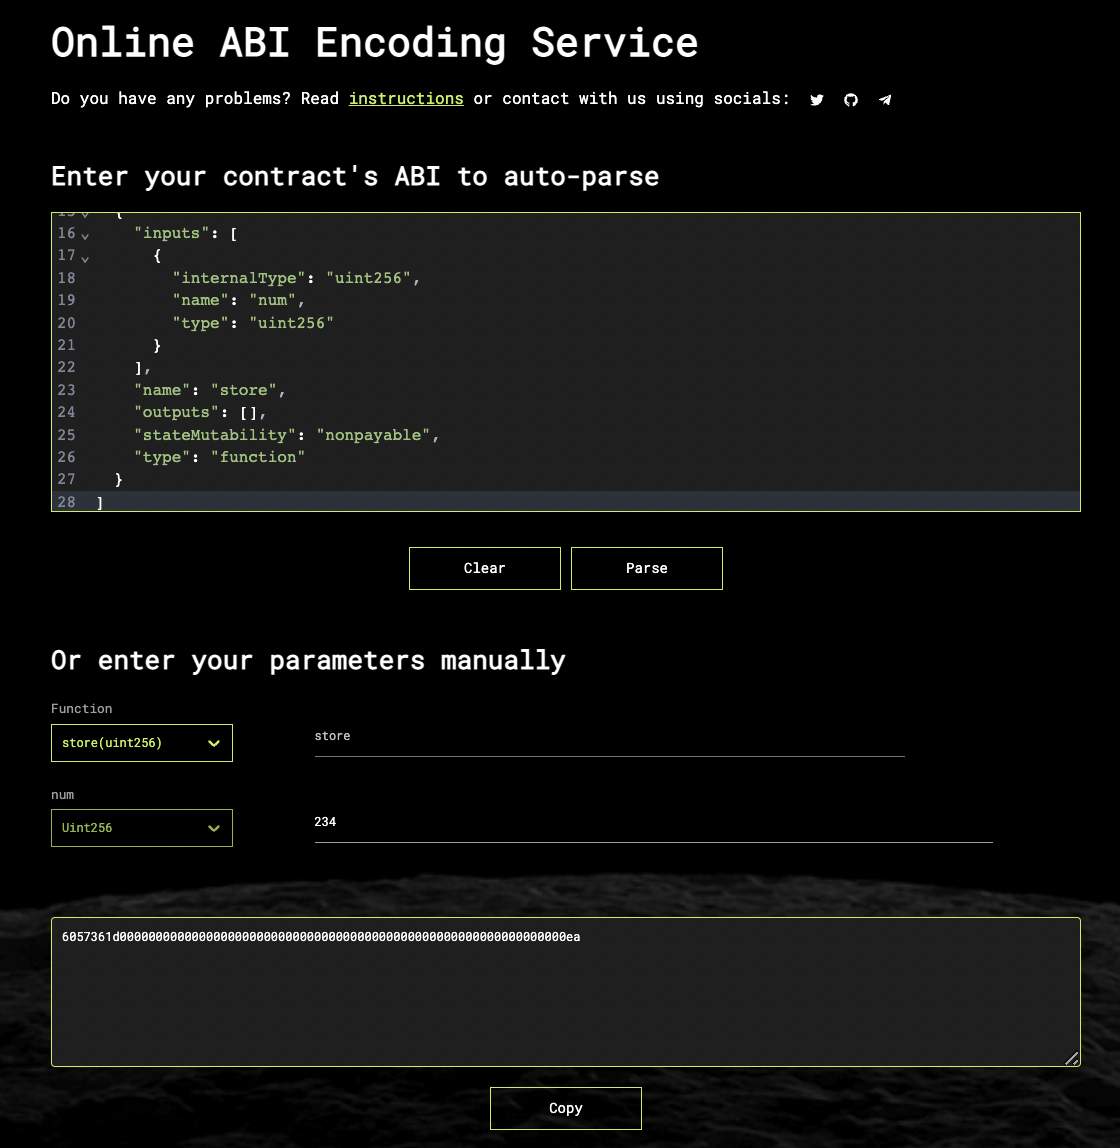 Online ABI Encoding Service
Do you have any problems? Read instructions or contact with us using socials:
Enter your contract's ABI to auto-parse
15 {
16 "inputs": [
17 {
18 "internalType": "uint256",
19 "name": "num",
20 "type": "uint256"
21 }
22 ],
23 "name": "store",
24 "outputs": [],
25 "stateMutability": "nonpayable",
26 "type": "function"
27 }
28 ]
Clear Parse
Or enter your parameters manually
Function
store(uint256) store
num
Uint256 234
6057361d00000000000000000000000000000000000000000000000000000000000000ea
Copy